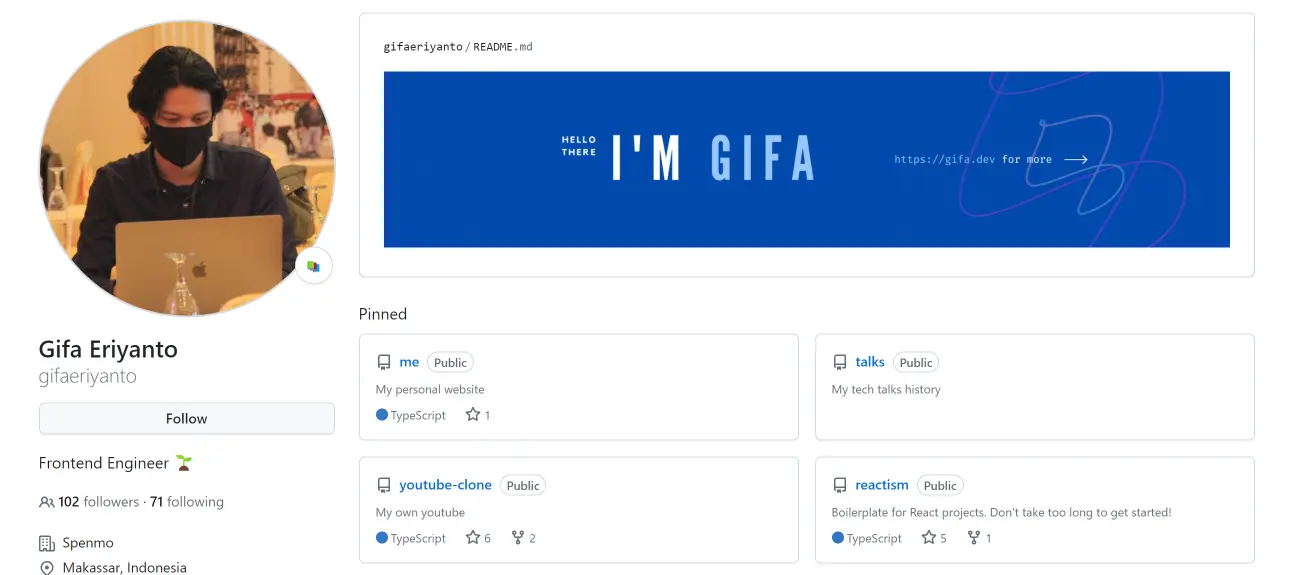 gifaeriyanto/README.md
HELLO
THERE
I'M GIFA
https://gifa.dev for more
Gifa Eriyanto
gifaeriyanto
Follow
Frontend Engineer
102 followers · 71 following
Spenmo
Makassar, Indonesia
Pinned
me Public
My personal website
TypeScript 1
talks Public
My tech talks history
youtube-clone Public
My own youtube
TypeScript 6 2
reactism Public
Boilerplate for React projects. Don't take too long to get started!
TypeScript 5 1